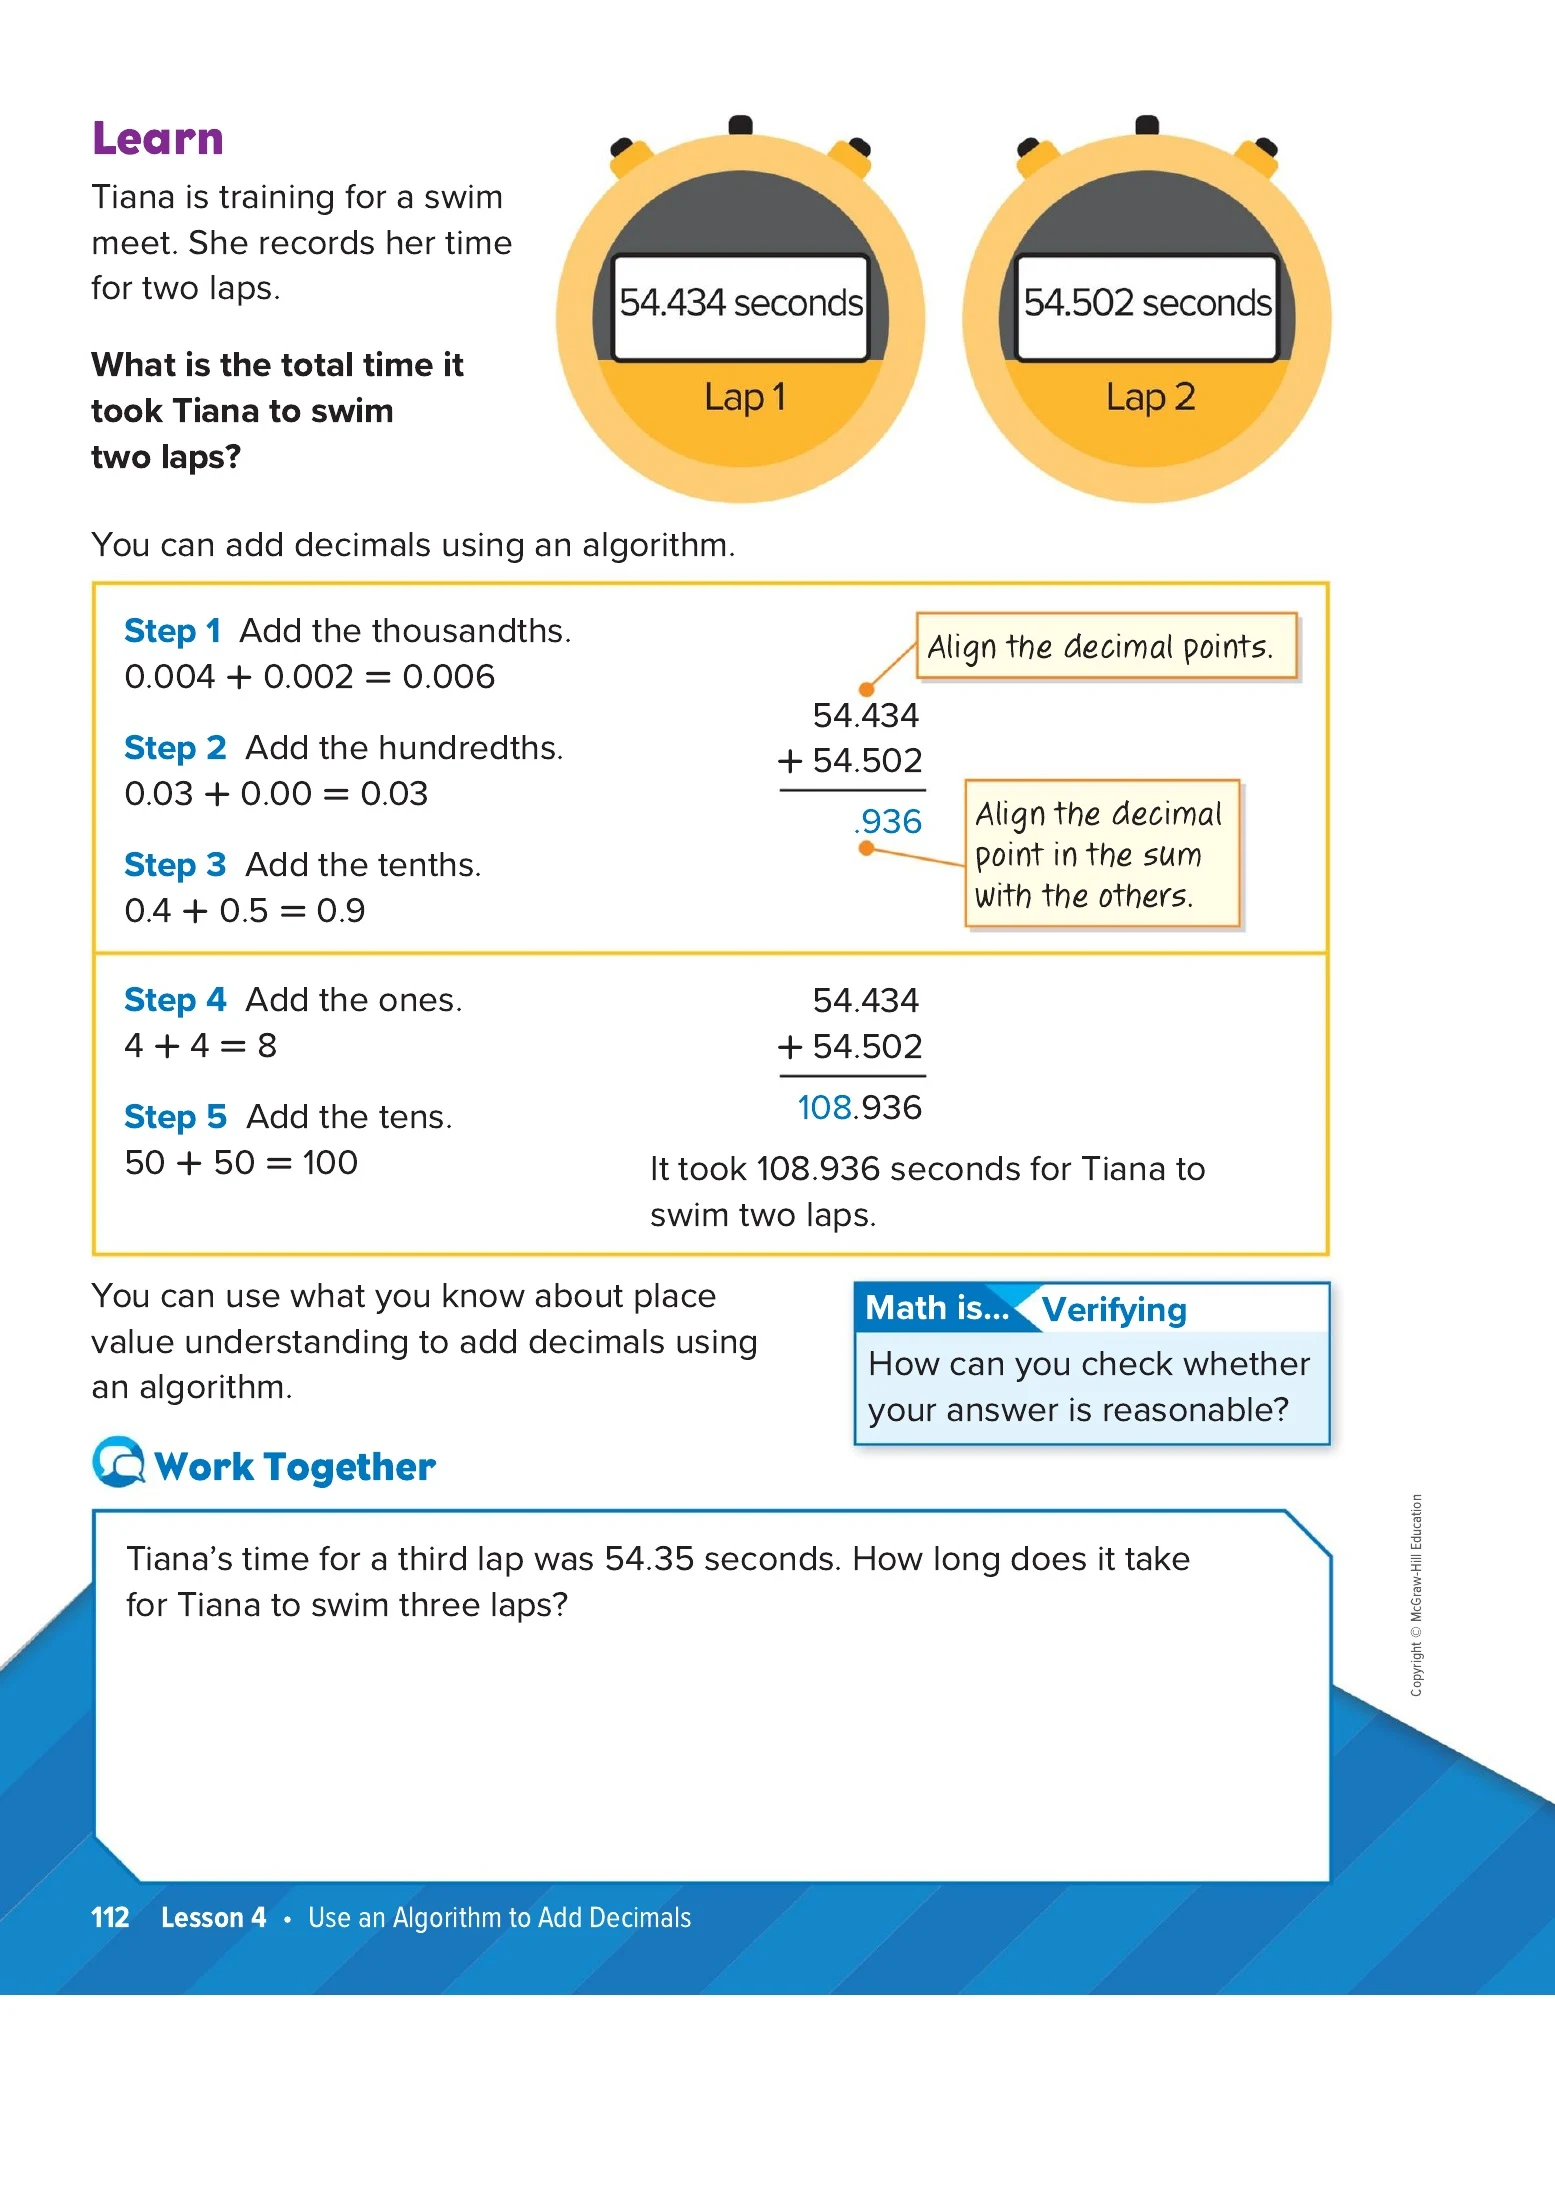 Learn
Tiana is training for a swim
meet. She records her time
for two laps.
What is the total time it
took Tiana to swim
two laps?
54.434 seconds
Lap 1
54.502 seconds
Lap 2
You can add decimals using an algorithm.
Step 1 Add the thousandths.
0.004 + 0.002 = 0.006
Step 2 Add the hundredths.
0.03 + 0.00 = 0.03
Step 3 Add the tenths.
0.4 + 0.5 = 0.9
Align the decimal points.
54.434
+ 54.502
.936
Align the decimal
point in the sum
with the others.
Step 4 Add the ones.
4 + 4 = 8
Step 5 Add the tens.
50 + 50 = 100
54.434
+ 54.502
108.936
It took 108.936 seconds for Tiana to
swim two laps.
You can use what you know about place
value understanding to add decimals using
an algorithm.
Math is... Verifying
How can you check whether
your answer is reasonable?
Work Together
Tiana’s time for a third lap was 54.35 seconds. How long does it take
for Tiana to swim three laps?
Copyright © McGraw-Hill Education
112 Lesson 4 • Use an Algorithm to Add Decimals